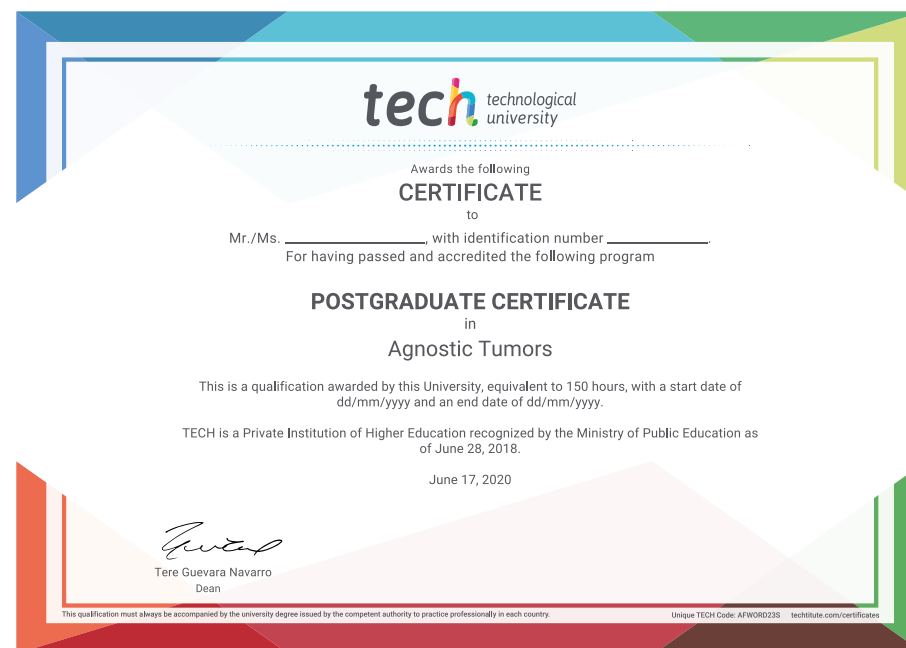 tech technological
university
Awards the following
CERTIFICATE
to
Mr./Ms. ____________________, with identification number _______________.
For having passed and accredited the following program
POSTGRADUATE CERTIFICATE
in
Agnostic Tumors
This is a qualification awarded by this University, equivalent to 150 hours, with a start date of
dd/mm/yyyy and an end date of dd/mm/yyyy.
TECH is a Private Institution of Higher Education recognized by the Ministry of Public Education as
of June 28, 2018.
June 17, 2020
Tere Guevara Navarro
Dean
This qualification must always be accompanied by the university degree issued by the competent authority to practice professionally in each country.
Unique TECH Code: AFWORD23S techtitute.com/certificates